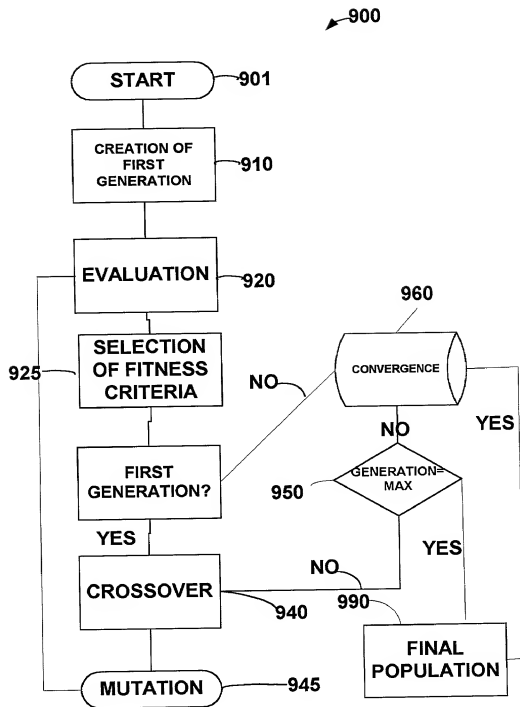 900
START
901
CREATION OF
FIRST
GENERATION
910
EVALUATION
920
SELECTION
OF FITNESS
CRITERIA
925
FIRST
GENERATION?
NO
960
CONVERGENCE
YES
NO
GENERATION=
MAX
950
YES
NO
YES
CROSSOVER
940
990
FINAL
POPULATION
MUTATION
945